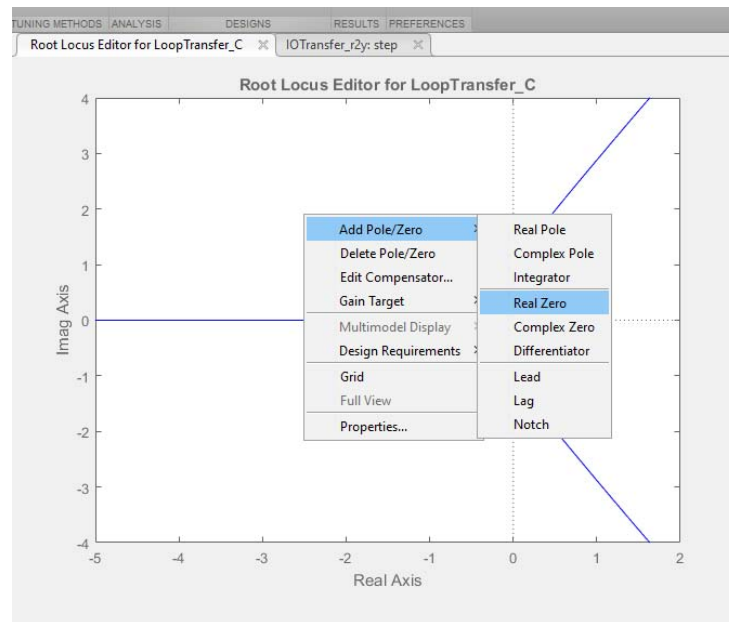 TUNING METHODS ANALYSIS DESIGNS RESULTS PREFERENCES
Root Locus Editor for LoopTransfer_C IOTransfer_r2y: step
Root Locus Editor for LoopTransfer_C
4
3
2
1
0
-1
-2
-3
-4
Imag Axis
-5 -4 -3 -2 -1 0 1 2
Real Axis
Add Pole/Zero
Delete Pole/Zero
Edit Compensator...
Gain Target
Multimodel Display
Design Requirements
Grid
Full View
Properties...
Real Pole
Complex Pole
Integrator
Real Zero
Complex Zero
Differentiator
Lead
Lag
Notch